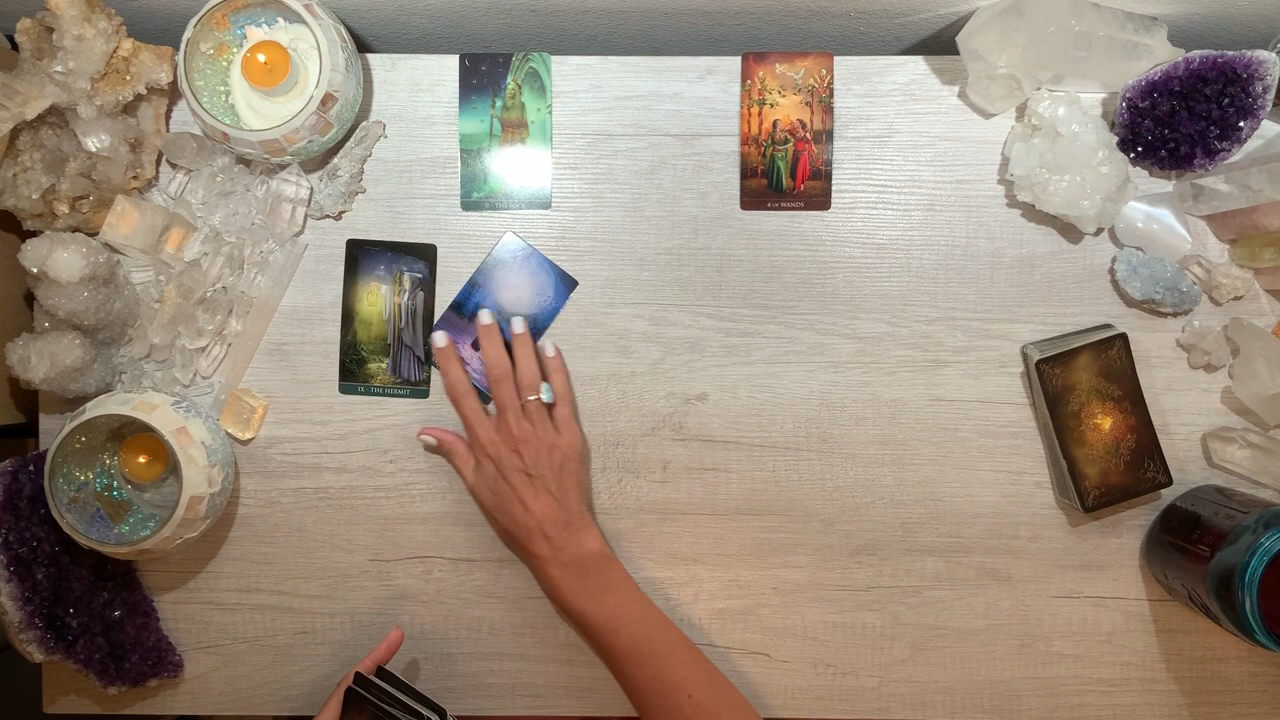 4 OF WANDS
IX - THE HERMIT